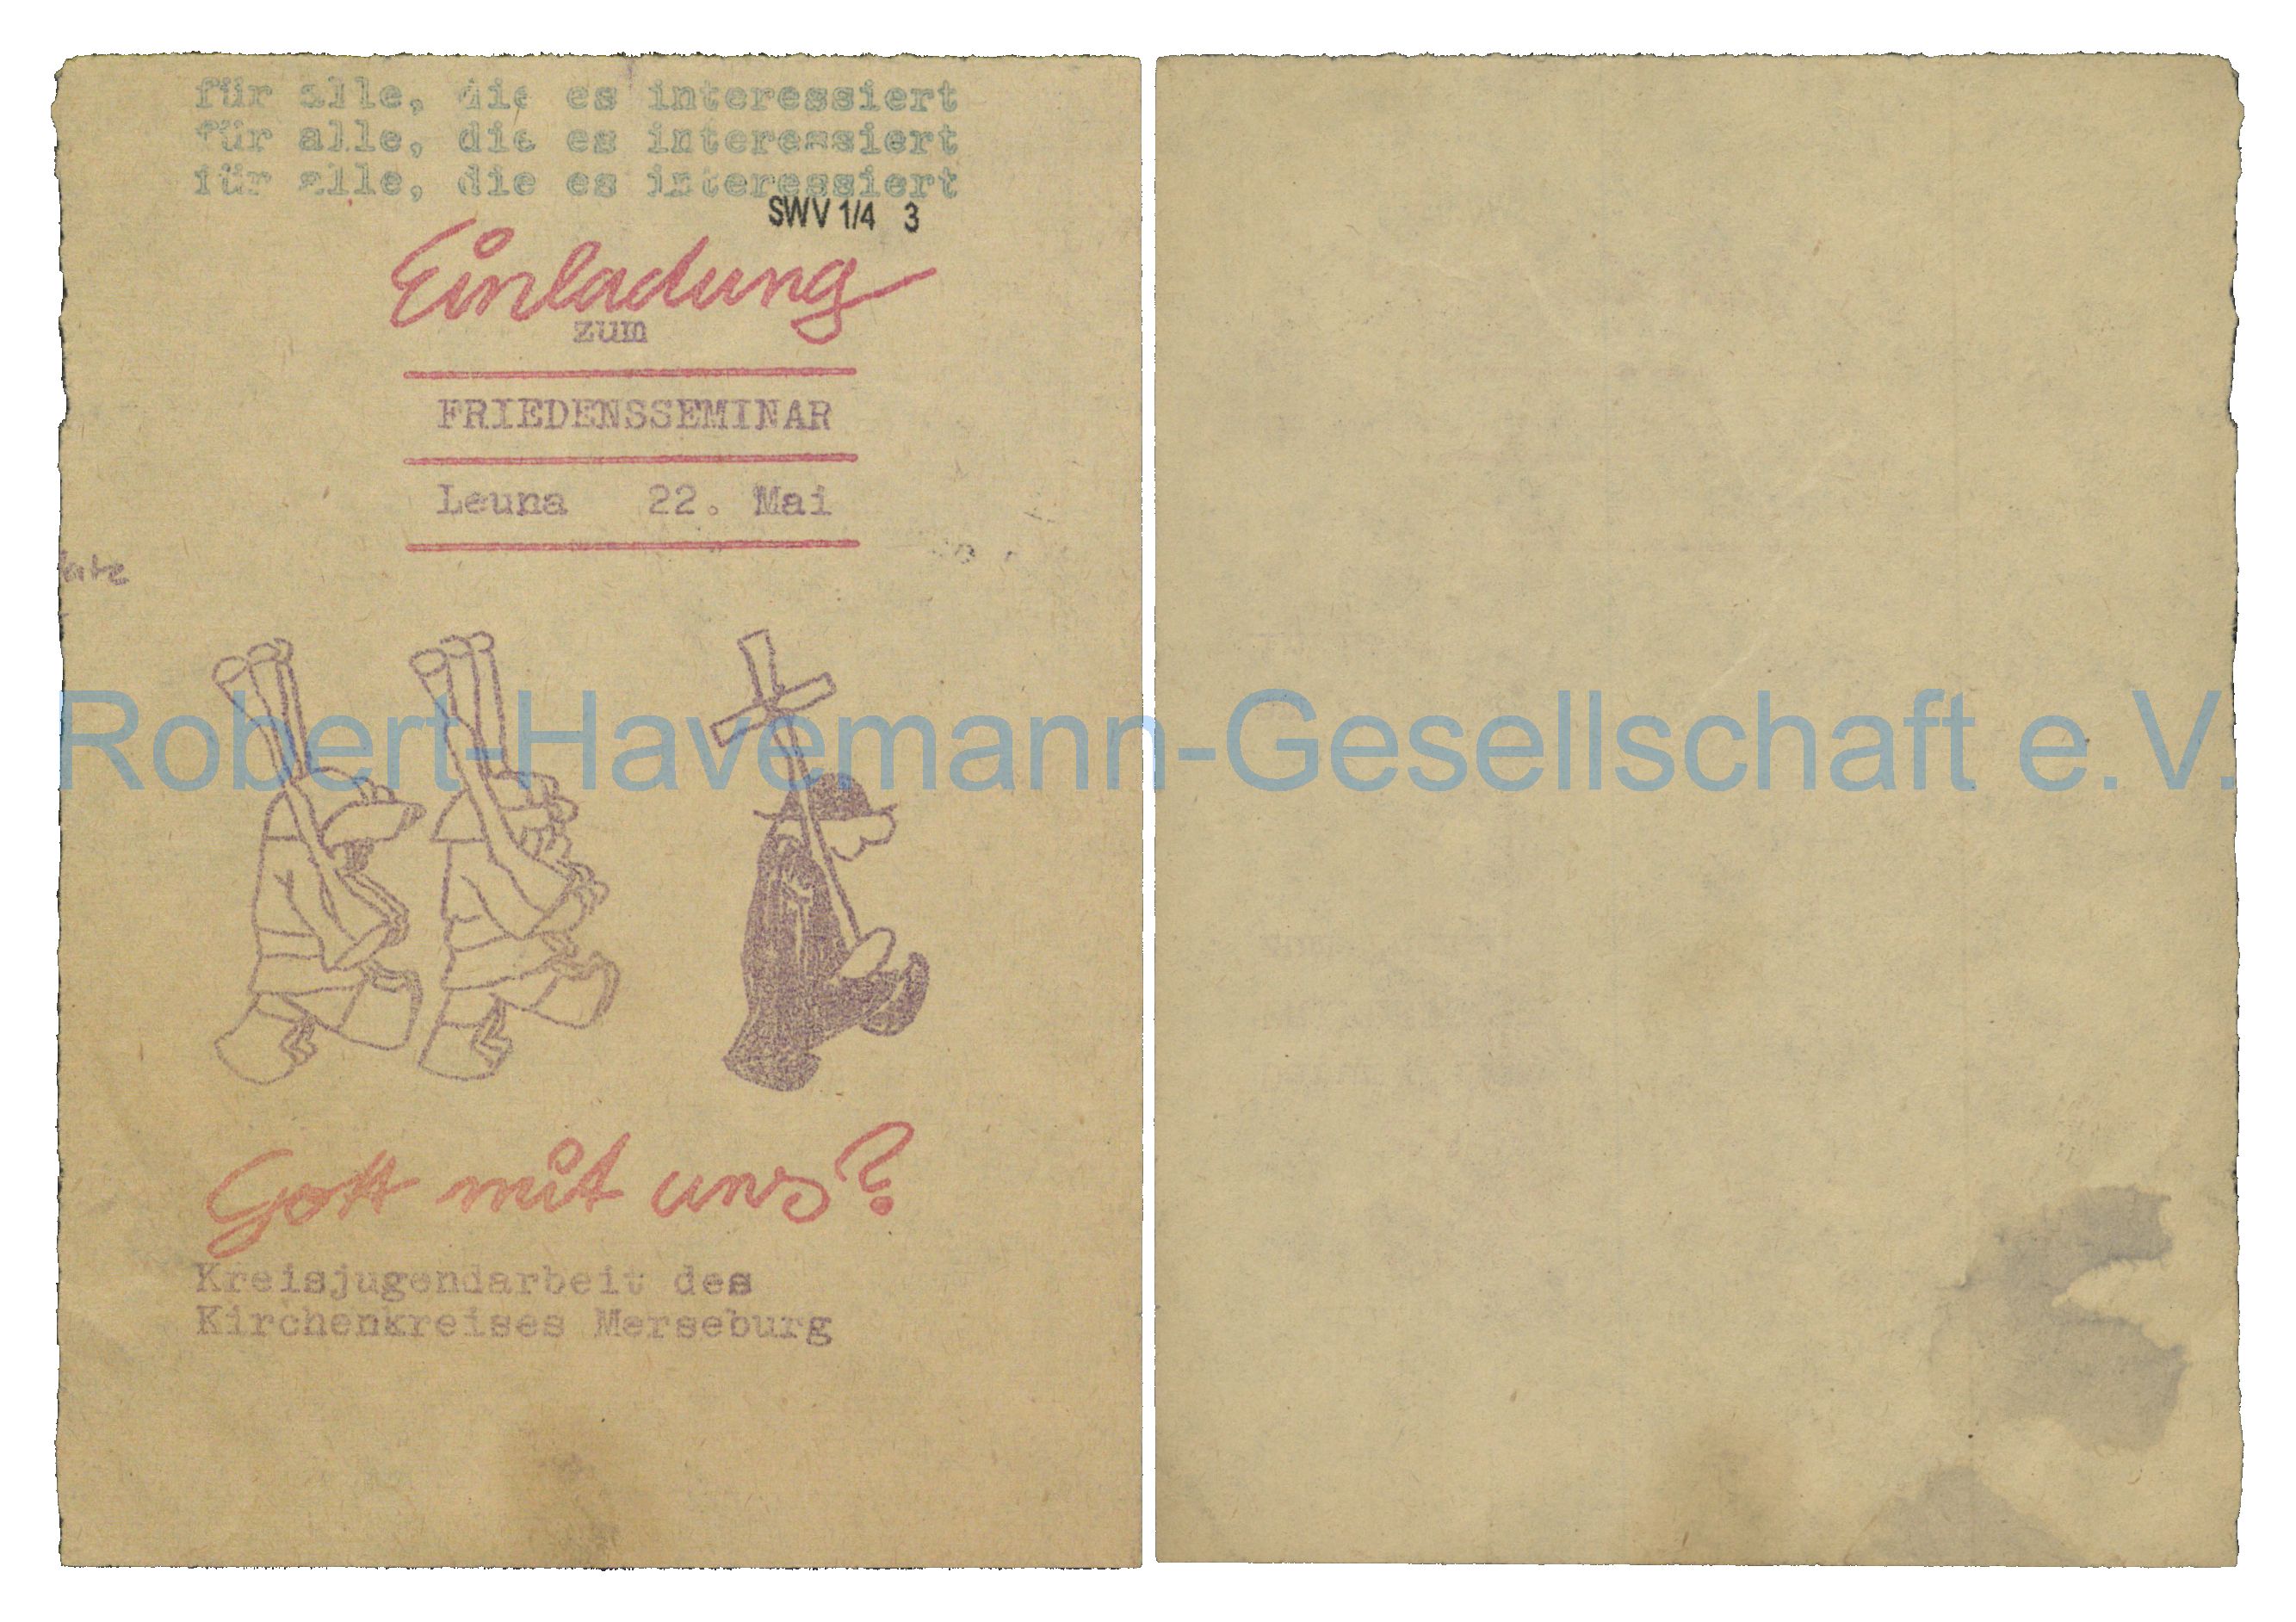 für alle, die es interessiert
für alle, die es interessiert
für alle, die es interessiert
SWV 1/4 3
Einladung
zum
FRIEDENSSEMINAR
Leuna 22. Mai
Robert-Havemann-Gesellschaft e.V.
Gott mit uns?
Kreisjugendarbeit des
Kirchenkreises Merseburg